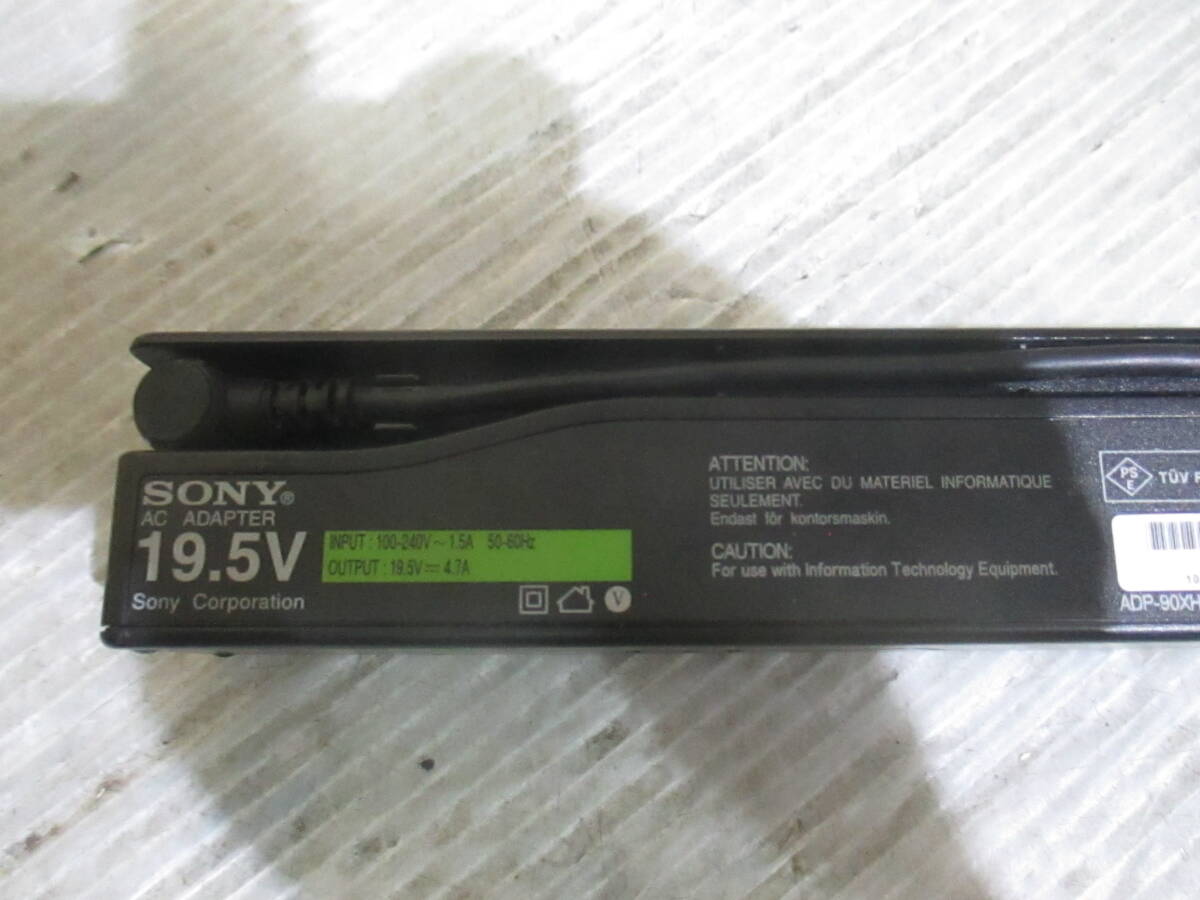 SONY®
AC ADAPTER
19.5V
INPUT : 100-240V ~ 1.5A 50-60Hz
OUTPUT : 19.5V ⎓ 4.7A
Sony Corporation
V
ATTENTION:
UTILISER AVEC DU MATERIEL INFORMATIQUE
SEULEMENT.
Endast för kontorsmaskin.
CAUTION:
For use with Information Technology Equipment.
PS
E
TÜV
ADP-90XH